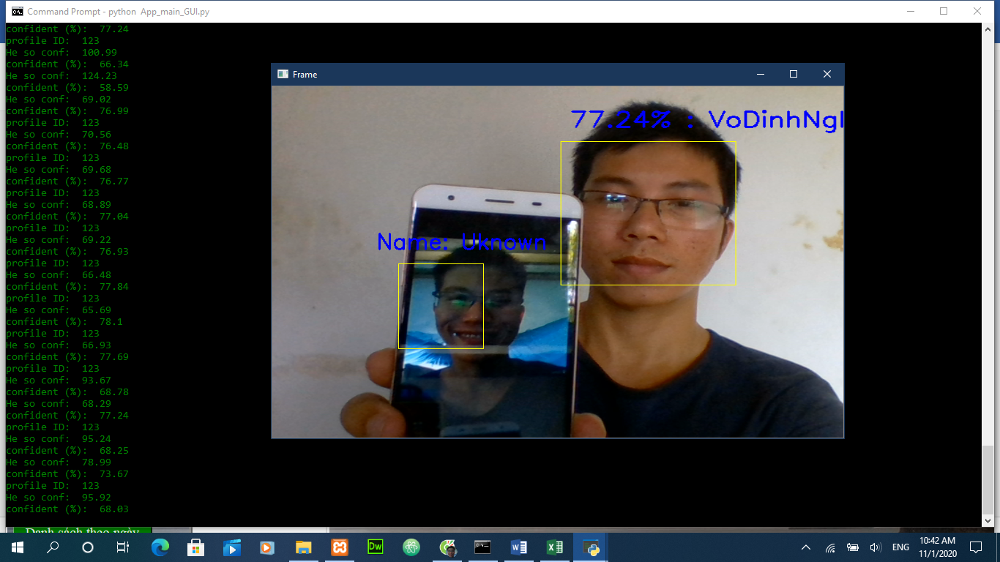 Command Prompt - python App_main_GUI.py
confident (%): 77.24
profile ID: 123
He so conf: 100.99
confident (%): 66.34
He so conf: 124.23
confident (%): 58.59
He so conf: 69.02
confident (%): 76.99
profile ID: 123
He so conf: 70.56
confident (%): 76.48
profile ID: 123
He so conf: 69.68
confident (%): 76.77
profile ID: 123
He so conf: 68.89
confident (%): 77.04
profile ID: 123
He so conf: 69.22
confident (%): 76.93
profile ID: 123
He so conf: 66.48
confident (%): 77.84
profile ID: 123
He so conf: 65.69
confident (%): 78.1
profile ID: 123
He so conf: 66.93
confident (%): 77.69
profile ID: 123
He so conf: 93.67
confident (%): 68.78
He so conf: 68.29
confident (%): 77.24
profile ID: 123
He so conf: 95.24
confident (%): 68.25
He so conf: 78.99
confident (%): 73.67
profile ID: 123
He so conf: 95.92
confident (%): 68.03
Frame
77.24% : VoDinhNgl
Name: Uknown
Danh sách theo ngày
Dw
W
X
ENG
10:42 AM
11/1/2020